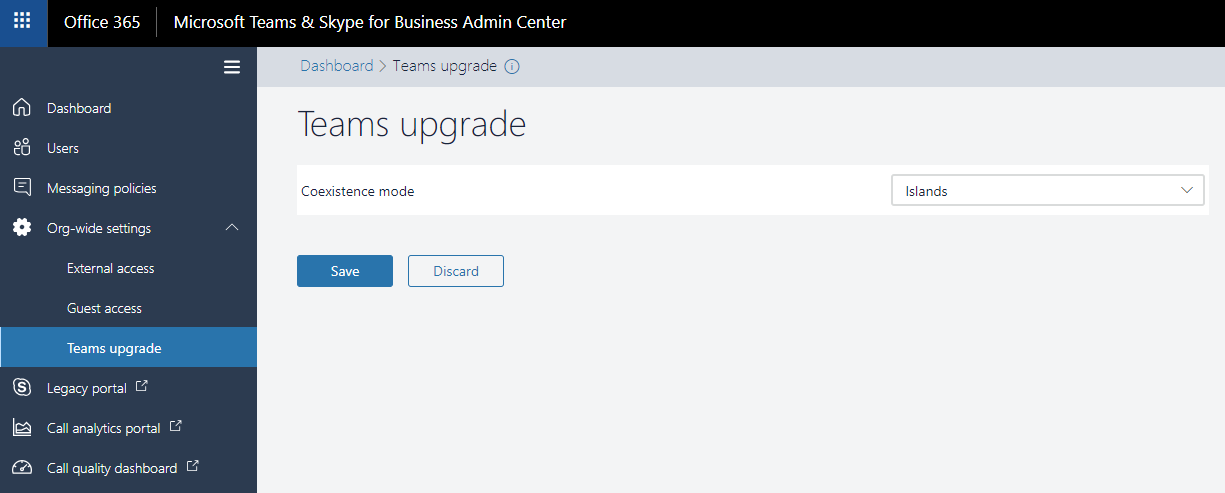 Office 365 Microsoft Teams & Skype for Business Admin Center
Dashboard > Teams upgrade
Dashboard
Users
Messaging policies
Org-wide settings
External access
Guest access
Teams upgrade
Legacy portal
Call analytics portal
Call quality dashboard
Teams upgrade
Coexistence mode Islands
Save Discard